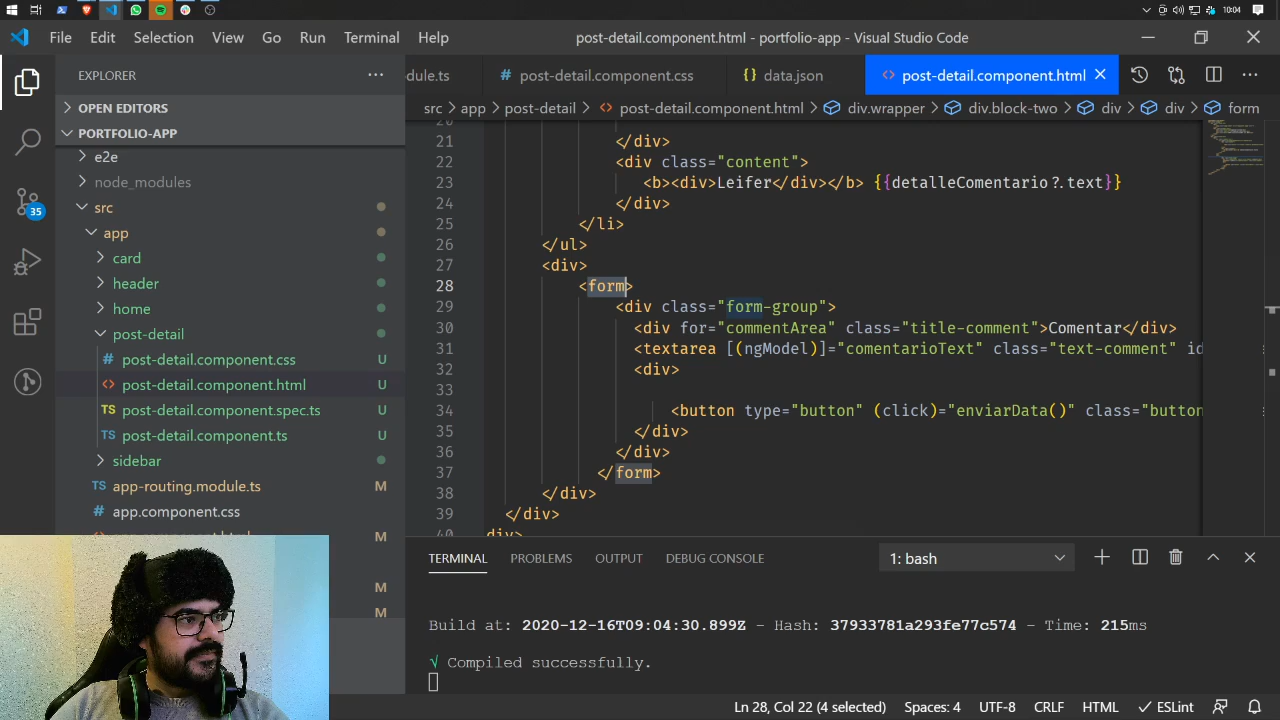 10:04
File Edit Selection View Go Run Terminal Help
post-detail.component.html - portfolio-app - Visual Studio Code
EXPLORER
dule.ts
# post-detail.component.css
{} data.json
<> post-detail.component.html
OPEN EDITORS
src > app > post-detail > <> post-detail.component.html > div.wrapper > div.block-two > div > div > form
PORTFOLIO-APP
e2e
node_modules
src
app
card
header
home
post-detail
# post-detail.component.css U
<> post-detail.component.html U
TS post-detail.component.spec.ts U
TS post-detail.component.ts U
sidebar
TS app-routing.module.ts M
# app.component.css
M
M
M
35
20
21 </div>
22 <div class="content">
23 <b><div>Leifer</div></b> {{detalleComentario?.text}}
24 </div>
25 </li>
26 </ul>
27 <div>
28 <form>
29 <div class="form-group">
30 <div for="commentArea" class="title-comment">Comentar</div>
31 <textarea [(ngModel)]="comentarioText" class="text-comment" id
32 <div>
33
34 <button type="button" (click)="enviarData()" class="button
35 </div>
36 </div>
37 </form>
38 </div>
39 </div>
40 div>
TERMINAL PROBLEMS OUTPUT DEBUG CONSOLE 1: bash
Build at: 2020-12-16T09:04:30.899Z - Hash: 37933781a293fe77c574 - Time: 215ms
√ Compiled successfully.
Ln 28, Col 22 (4 selected) Spaces: 4 UTF-8 CRLF HTML ESLint